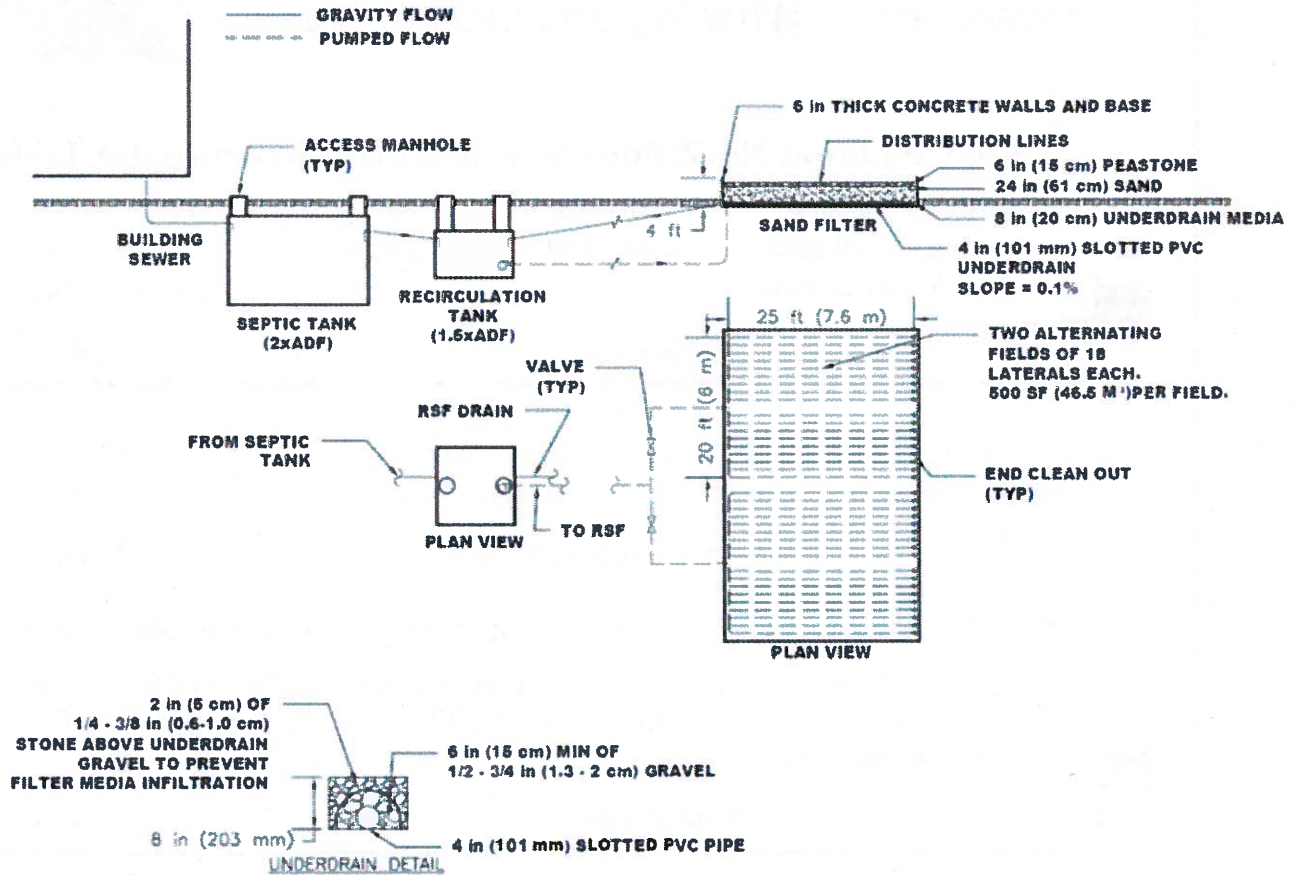 GRAVITY FLOW
PUMPED FLOW
6 in THICK CONCRETE WALLS AND BASE
ACCESS MANHOLE
(TYP)
DISTRIBUTION LINES
6 in (15 cm) PEASTONE
24 in (61 cm) SAND
8 in (20 cm) UNDERDRAIN MEDIA
SAND FILTER
4 ft
BUILDING
SEWER
4 in (101 mm) SLOTTED PVC
UNDERDRAIN
SLOPE = 0.1%
RECIRCULATION
TANK
(1.5xADF)
SEPTIC TANK
(2xADF)
25 ft (7.6 m)
TWO ALTERNATING
FIELDS OF 18
LATERALS EACH.
500 SF (46.5 M²)PER FIELD.
VALVE
(TYP)
20 ft (6 m)
RSF DRAIN
FROM SEPTIC
TANK
END CLEAN OUT
(TYP)
TO RSF
PLAN VIEW
PLAN VIEW
2 in (5 cm) OF
1/4 - 3/8 in (0.6-1.0 cm)
STONE ABOVE UNDERDRAIN
GRAVEL TO PREVENT
FILTER MEDIA INFILTRATION
6 in (15 cm) MIN OF
1/2 - 3/4 in (1.3 - 2 cm) GRAVEL
8 in (203 mm)
4 in (101 mm) SLOTTED PVC PIPE
UNDERDRAIN DETAIL